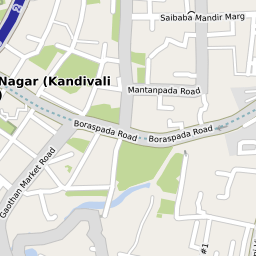 Saibaba Mandir Marg
Nagar (Kandivali
)
Mantanpada Road
Boraspada Road
Boraspada Road
Gaothan Market Road
#1